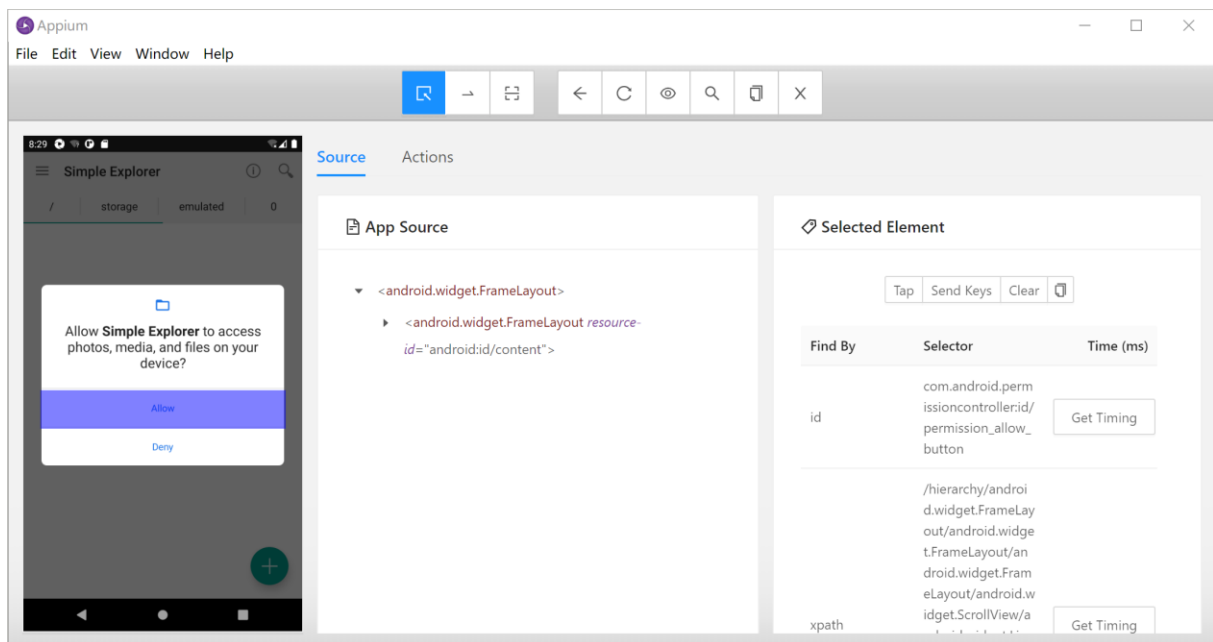 Appium
File Edit View Window Help
8:29
Simple Explorer
/ storage emulated 0
Allow Simple Explorer to access
photos, media, and files on your
device?
Allow
Deny
Source Actions
App Source
<android.widget.FrameLayout>
<android.widget.FrameLayout resource-
id="android:id/content">
Selected Element
Tap Send Keys Clear
Find By Selector Time (ms)
id
com.android.perm
issioncontroller:id/
permission_allow_
button
Get Timing
xpath
/hierarchy/androi
d.widget.FrameLay
out/android.widge
t.FrameLayout/an
droid.widget.Fram
eLayout/android.w
idget.ScrollView/a
Get Timing